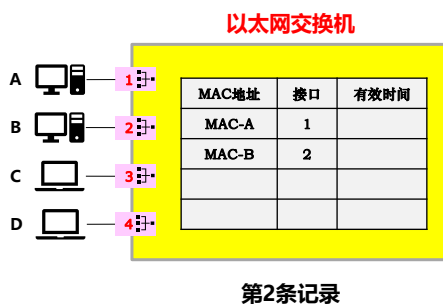 以太网交换机
A 1
B 2
C 3
D 4
MAC地址 接口 有效时间
MAC-A 1
MAC-B 2
第2条记录